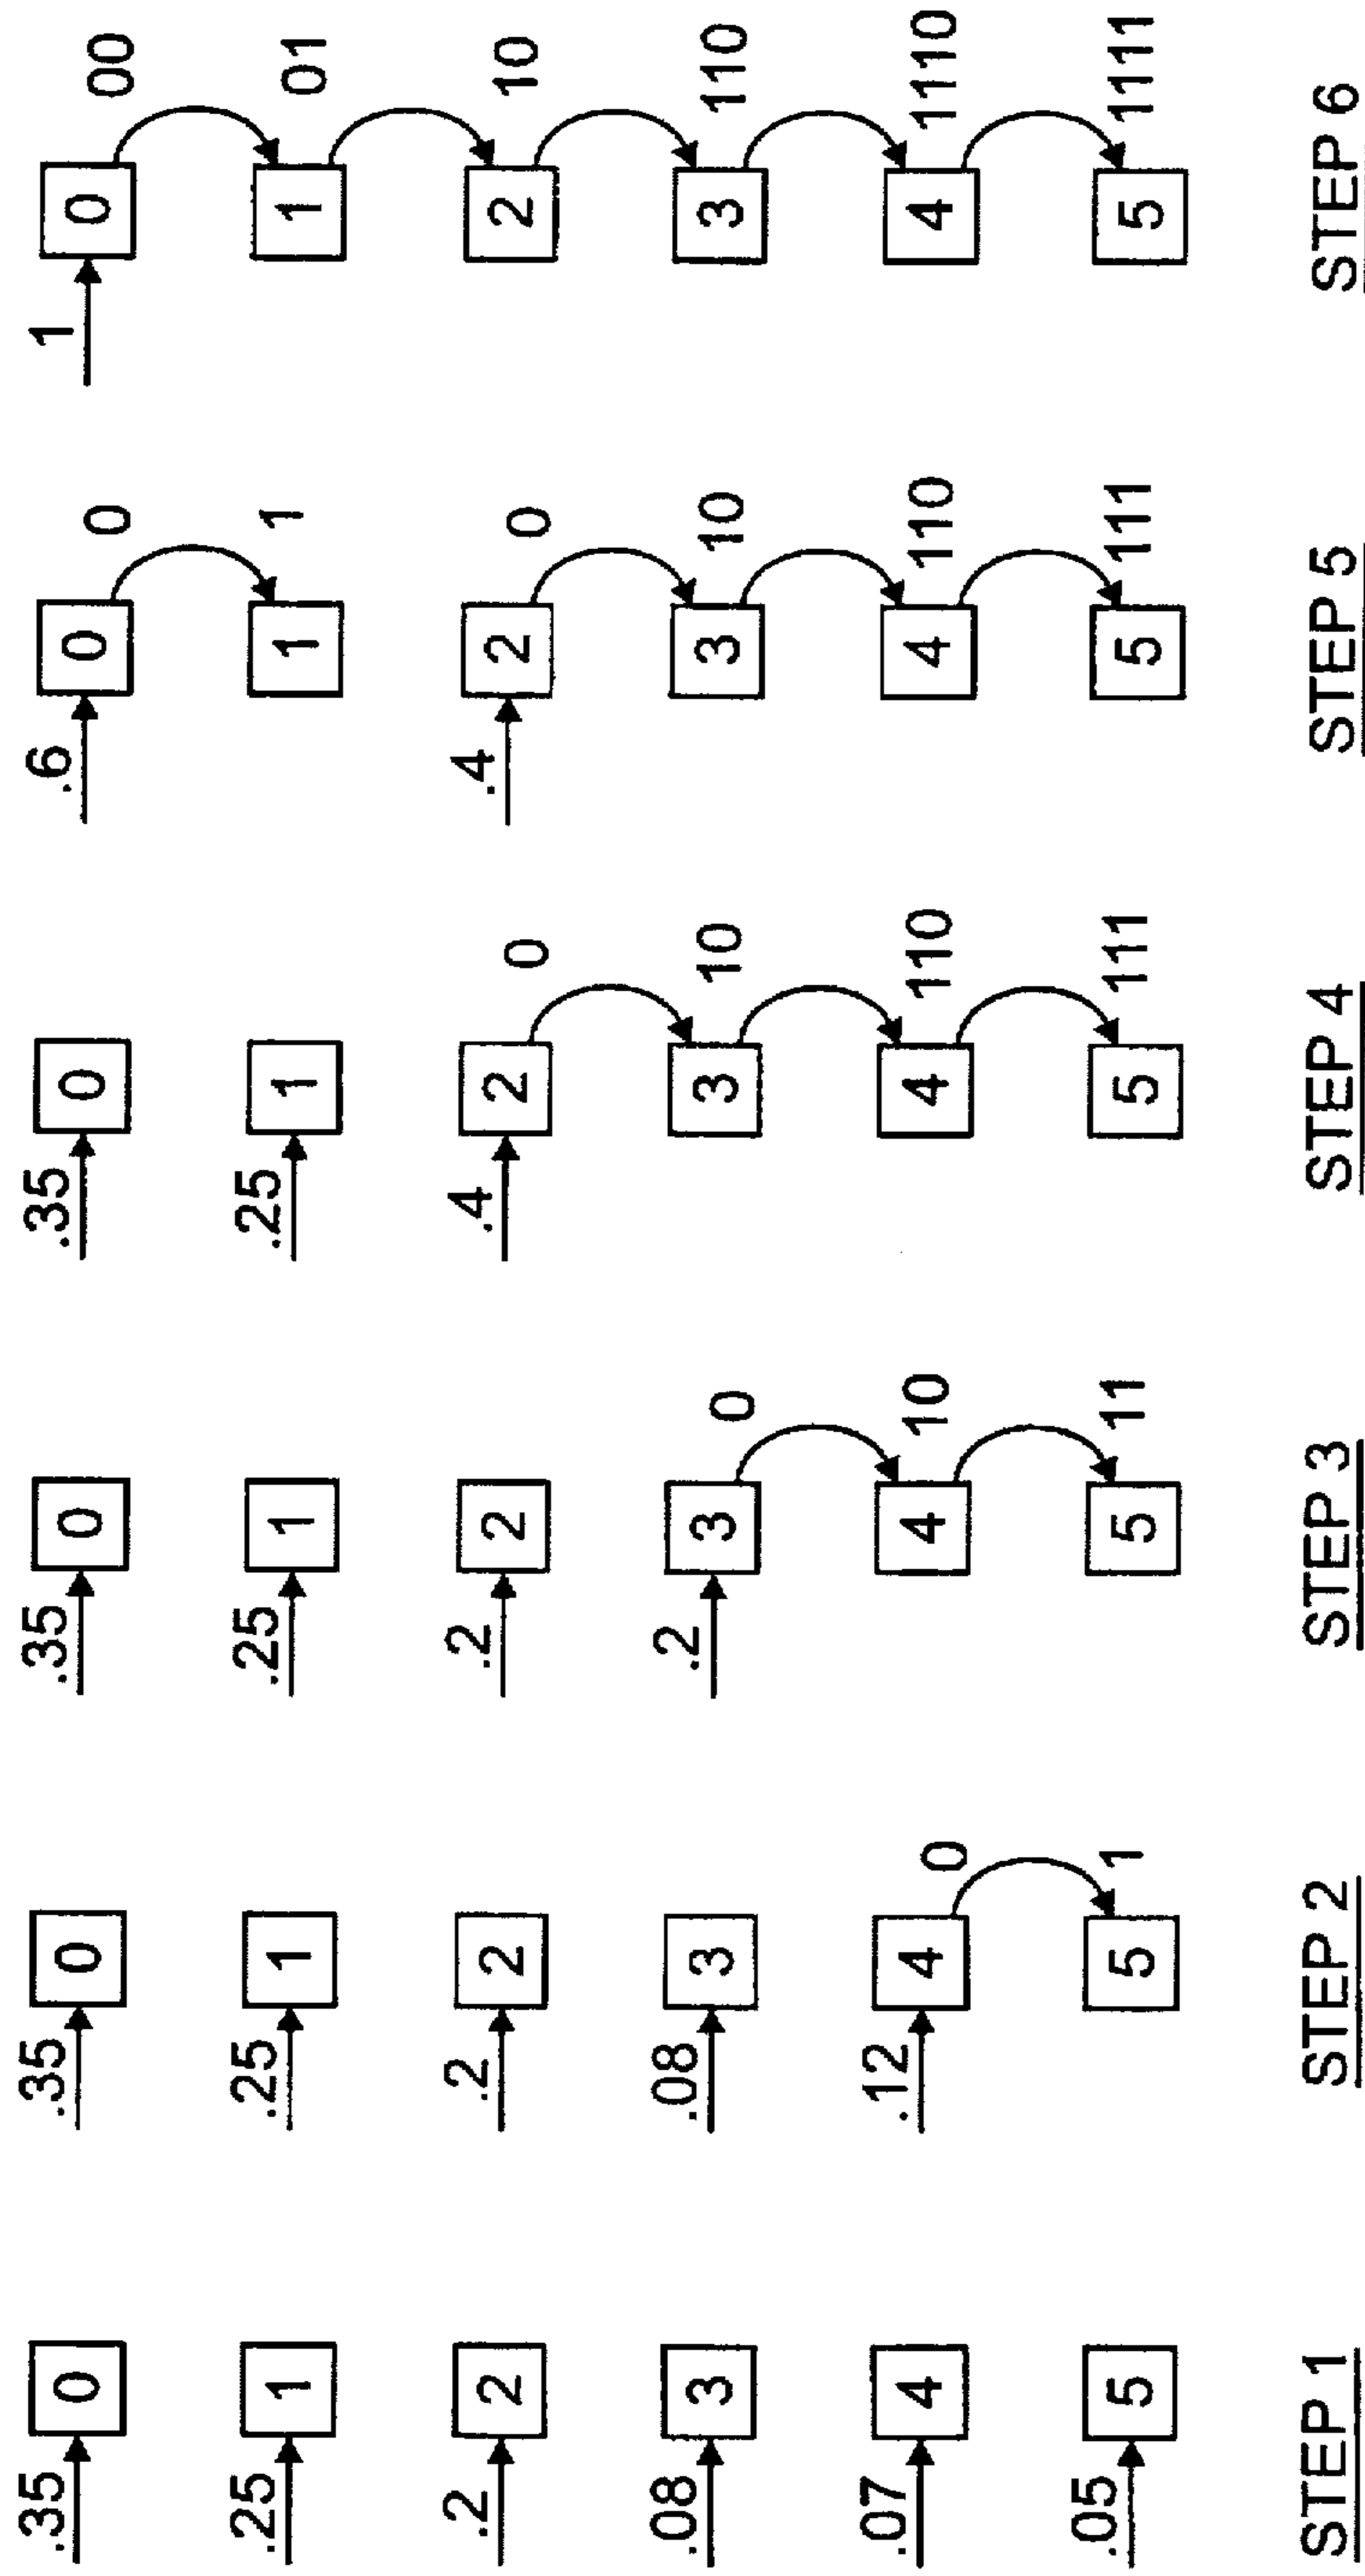 .35 .35 .35 .35 .6 1
0 0 0 0 0 0 0 00
.25 .25 .25 .25
1 1 1 1 1 1 1 01
.2 .2 .2 .4 .4
2 2 2 2 0 2 0 2 10
.08 .08 .2
3 3 3 0 3 10 3 10 3 110
.07 .12
4 4 0 4 10 4 110 4 110 4 1110
.05
5 5 1 5 11 5 111 5 111 5 1111
STEP 1 STEP 2 STEP 3 STEP 4 STEP 5 STEP 6